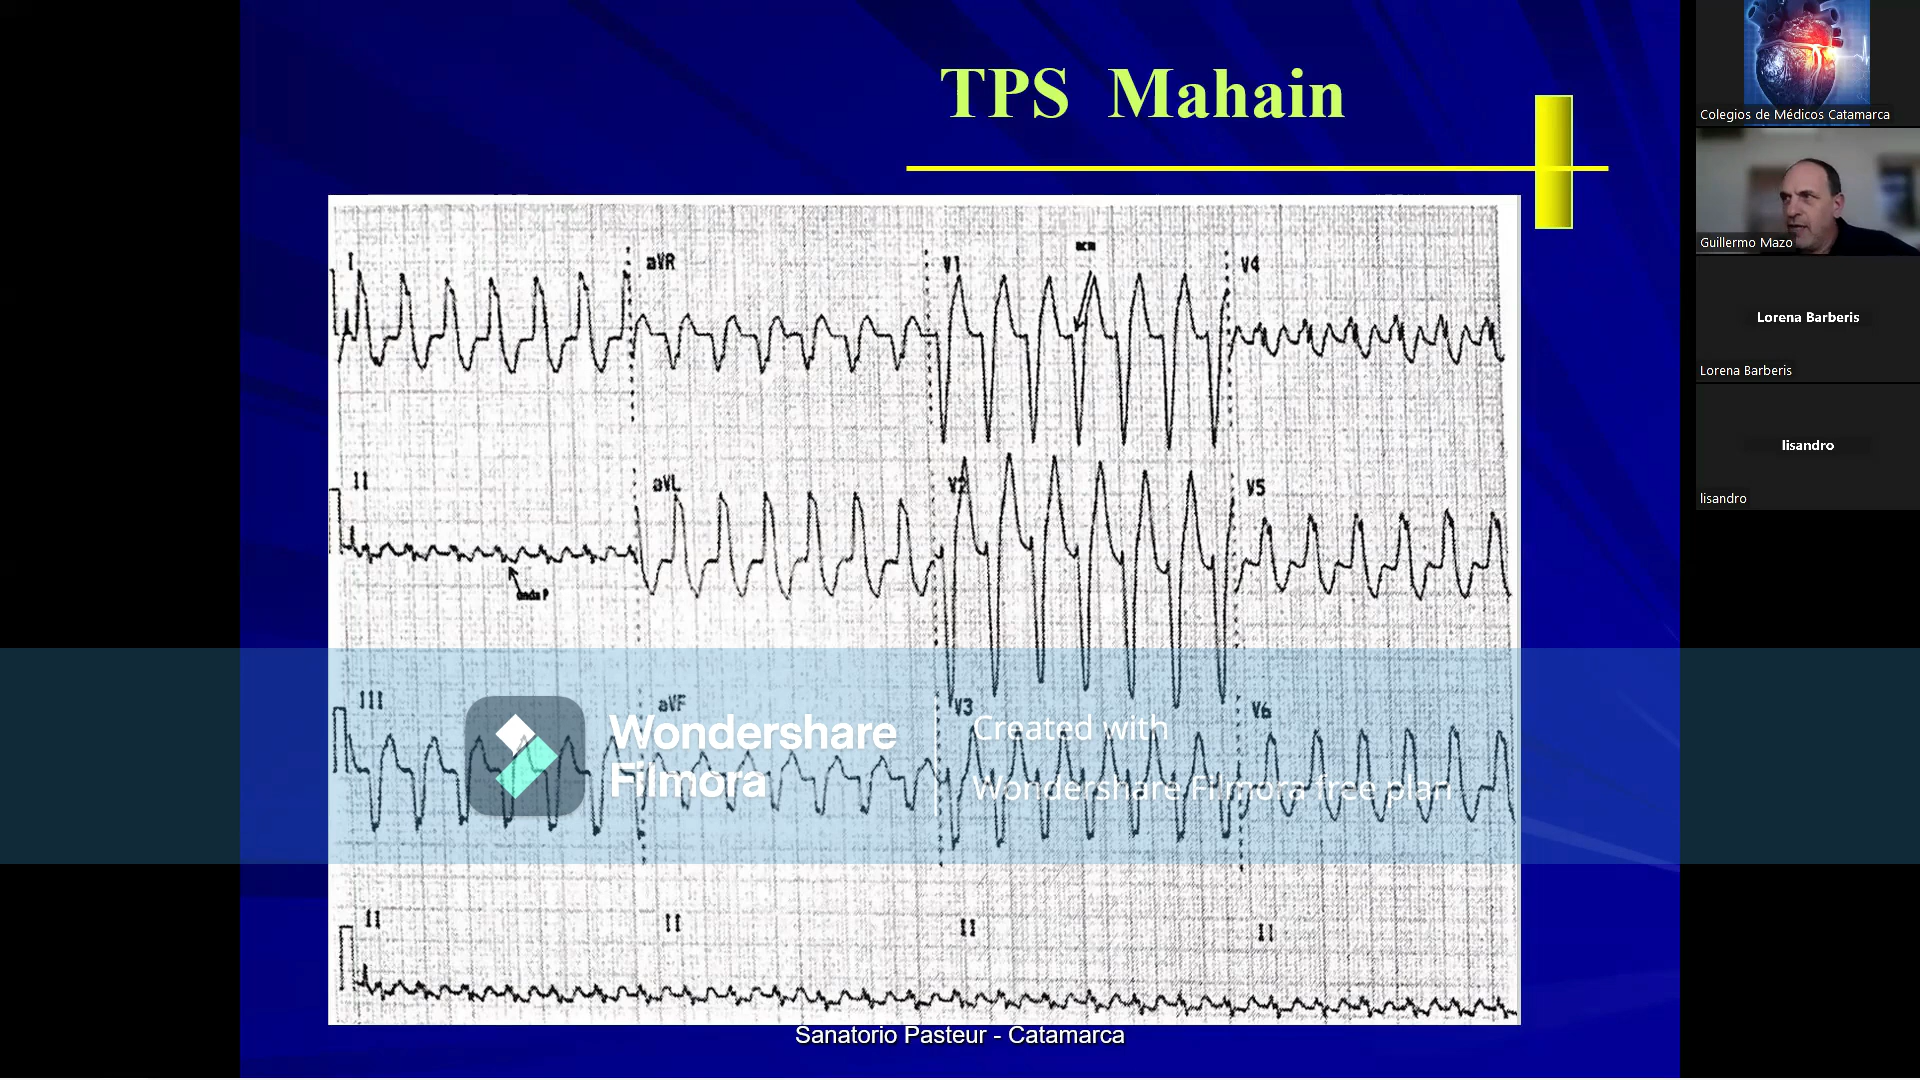 TPS Mahain
I
aVR
V1
V4
II
aVL
V2
V5
onda P
III
aVF
V3
V6
II
II
II
II
Wondershare
Filmora
Created with
Wondershare Filmora free plan
Sanatorio Pasteur - Catamarca
Colegios de Médicos Catamarca
Guillermo Mazo
Lorena Barberis
Lorena Barberis
lisandro
lisandro